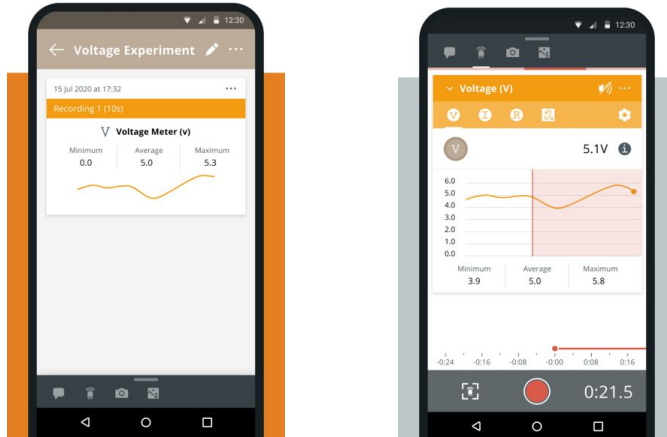 12:30
Voltage Experiment
15 Jul 2020 at 17:32
Recording 1 (10s)
V Voltage Meter (v)
Minimum Average Maximum
0.0 5.0 5.3
12:30
Voltage (V)
V I R
V 5.1V i
6.0
5.0
4.0
3.0
2.0
1.0
0.0
Minimum Average Maximum
3.9 5.0 5.8
-0:24 -0:16 -0:08 -0:00 0:08 0:16
0:21.5